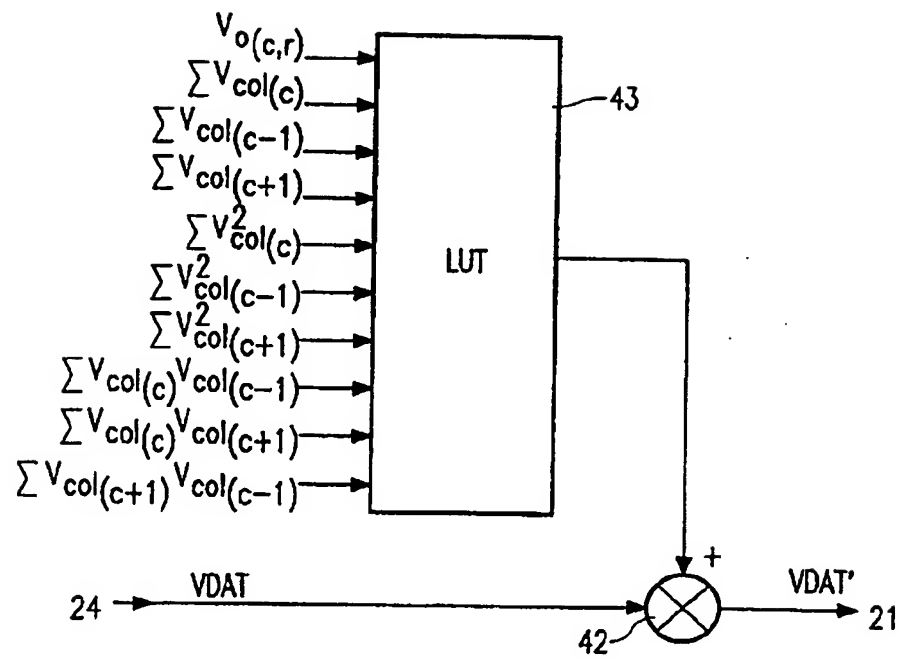 V₀(c,r)
∑Vcol(c)
43
∑Vcol(c−1)
∑Vcol(c+1)
∑V²col(c)
LUT
∑V²col(c−1)
∑V²col(c+1)
∑Vcol(c)Vcol(c−1)
∑Vcol(c)Vcol(c+1)
∑Vcol(c+1)Vcol(c−1)
+
24 VDAT VDAT' 21
42